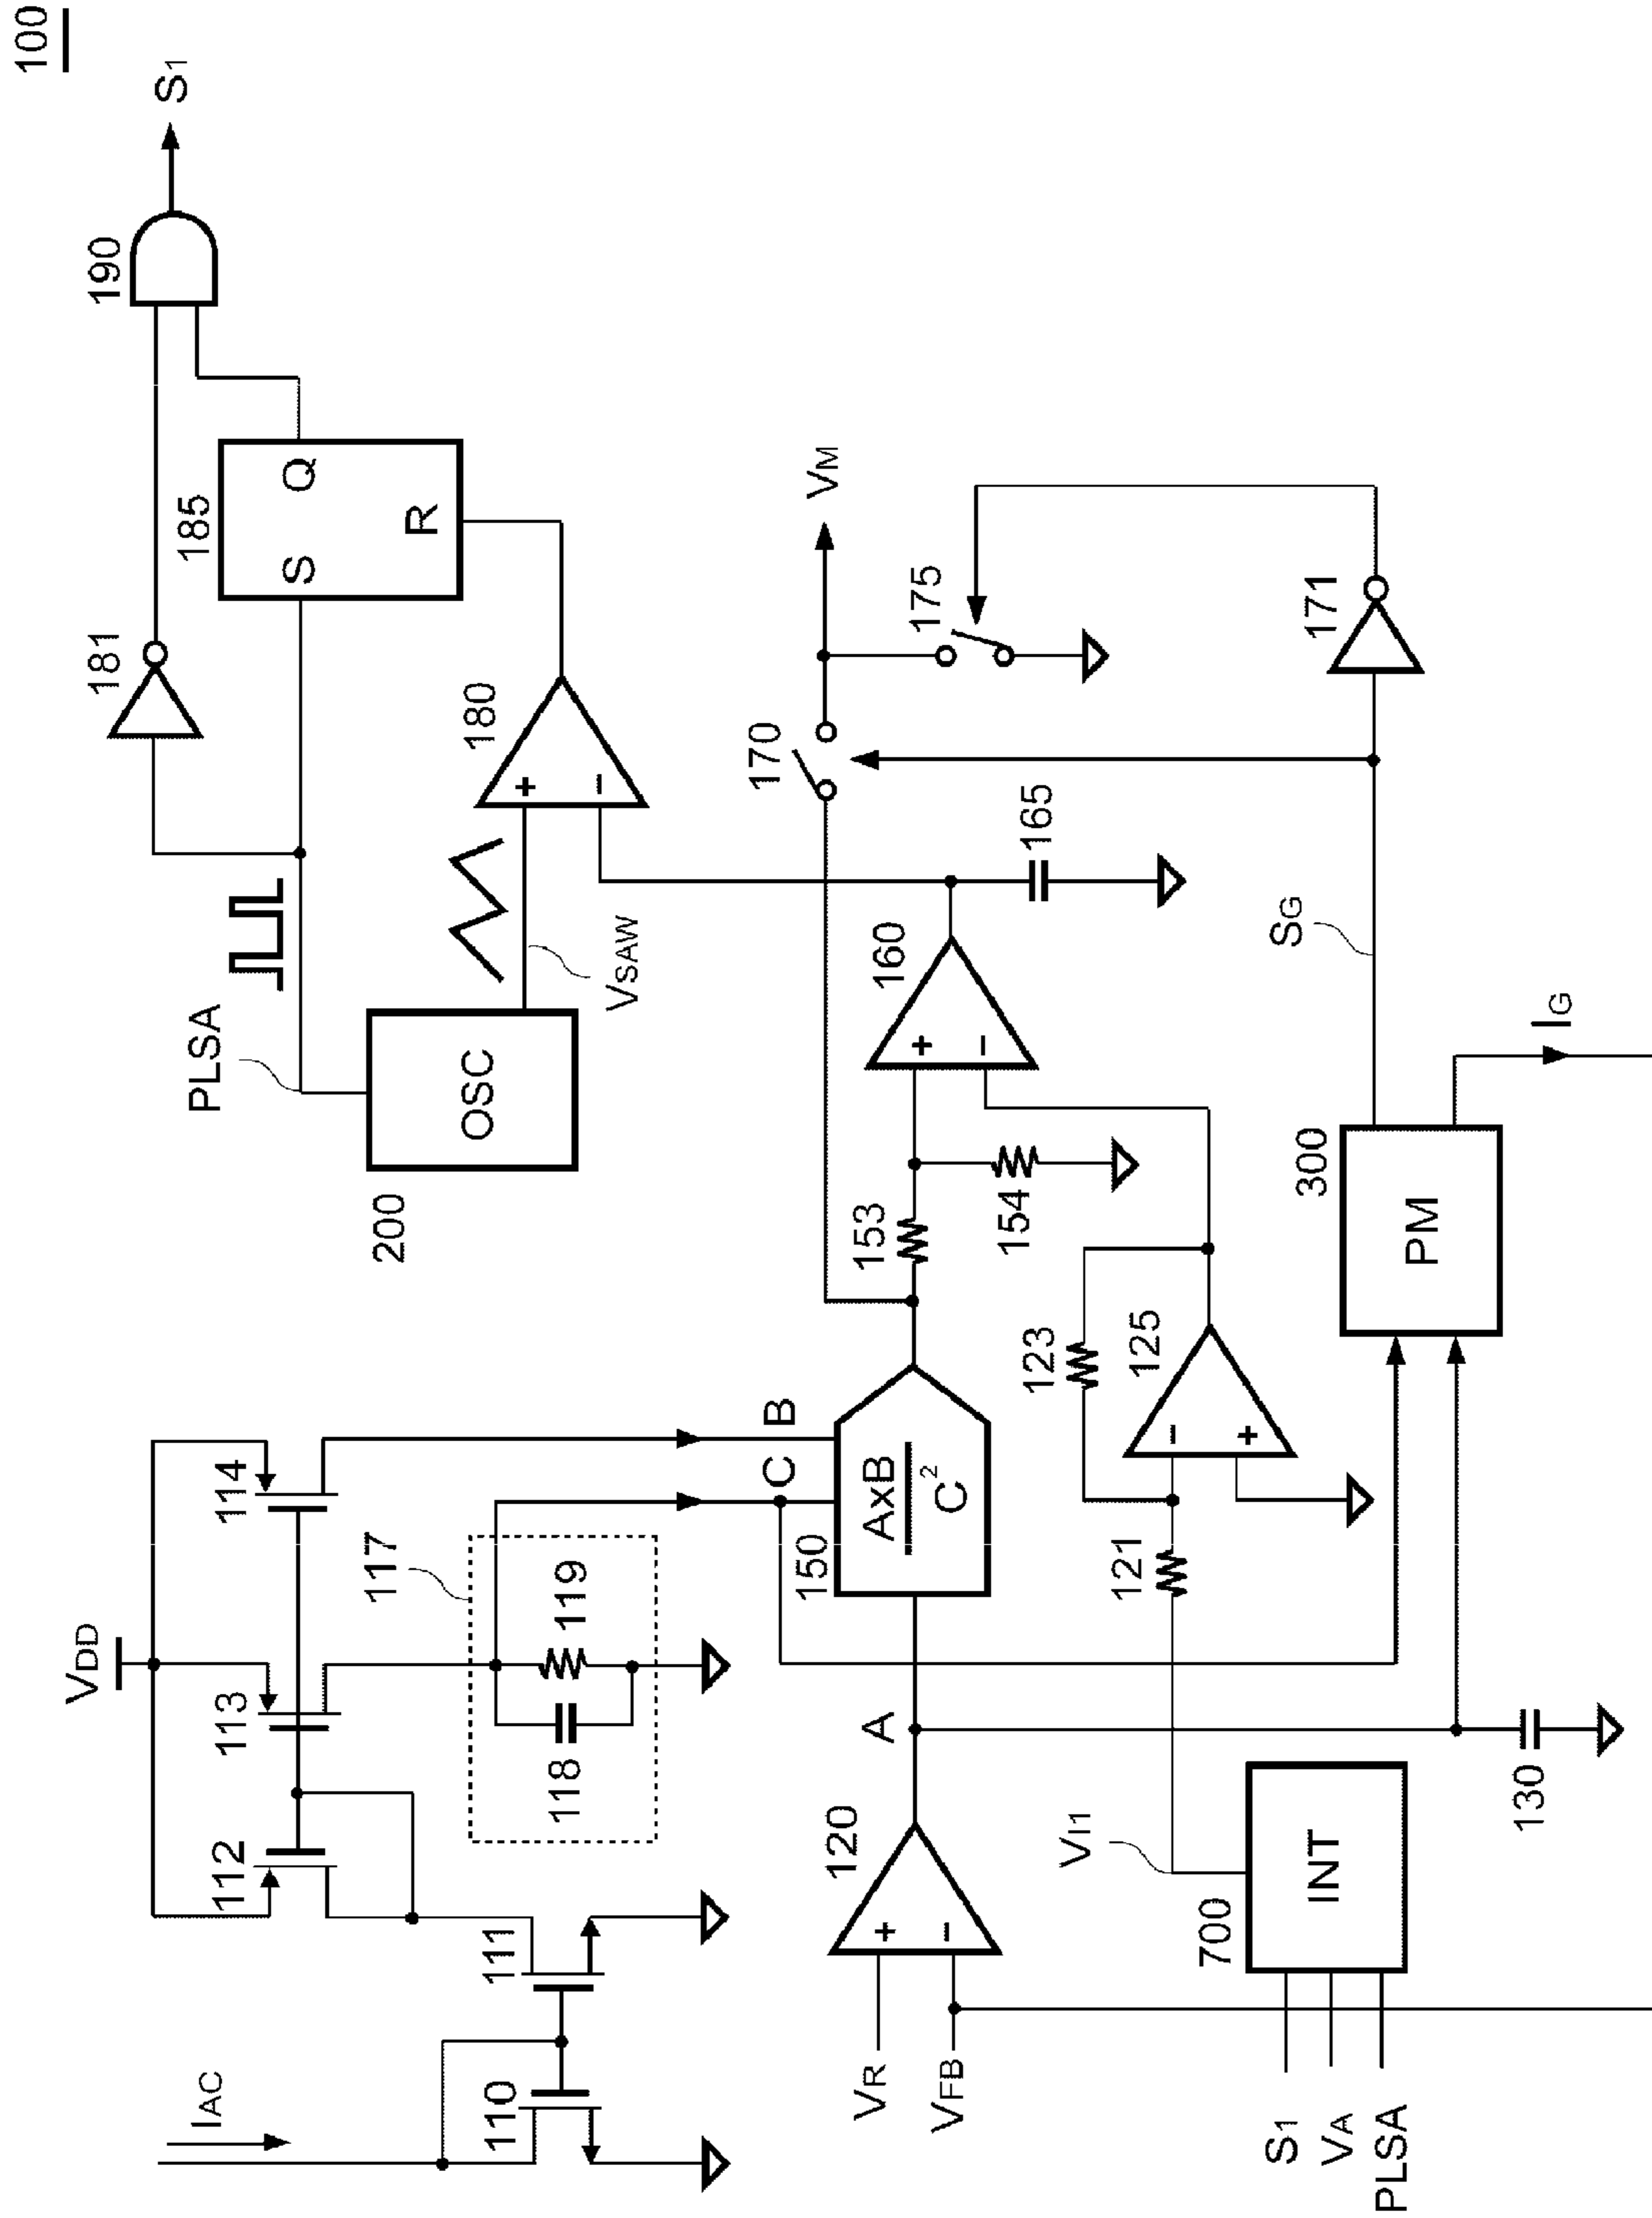 100
S1
190
181
185
S
Q
R
PLSA
180
+
−
OSC
200
VSAW
VM
170
175
171
165
160
+
−
SG
IG
153
154
300
PM
VDD
114
113
112
111
110
IAC
117
119
118
B
C
150
AxB
C2
123
125
−
+
121
A
120
+
−
VR
VFB
VI1
700
INT
130
S1
VA
PLSA